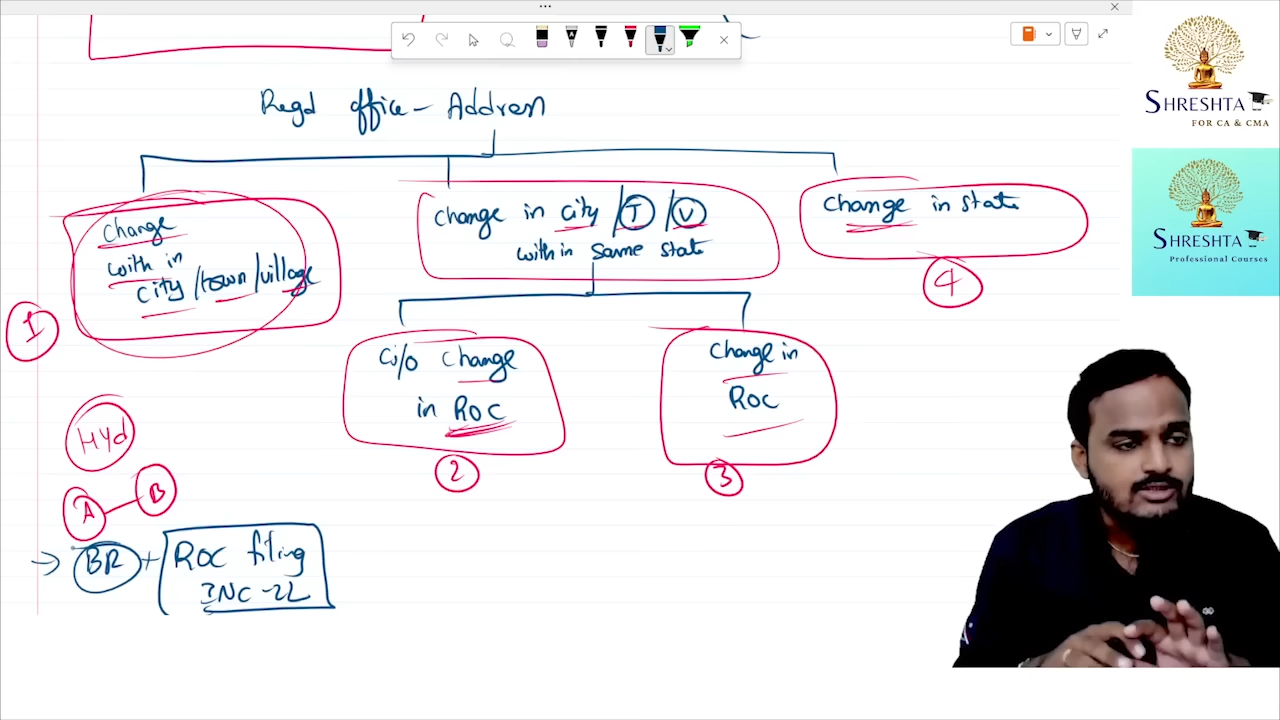 Regd office - Address
change
with in
city /town /village
change in city /T /V
with in same state
change in state
1
4
w/o change
in ROC
change in
ROC
2
3
Hyd
A B
→ BR + ROC filing
INC-22
SHRESHTA
FOR CA & CMA
SHRESHTA
Professional Courses